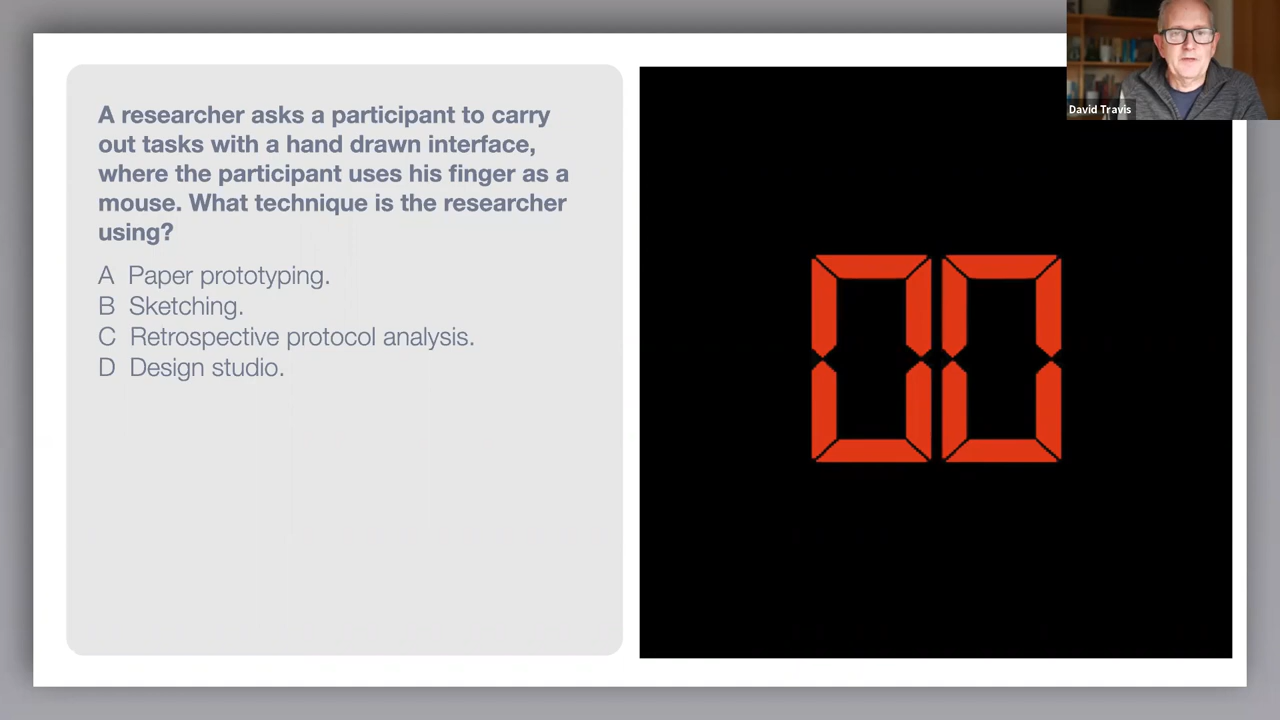 A researcher asks a participant to carry
out tasks with a hand drawn interface,
where the participant uses his finger as a
mouse. What technique is the researcher
using?
A Paper prototyping.
B Sketching.
C Retrospective protocol analysis.
D Design studio.
00
David Travis